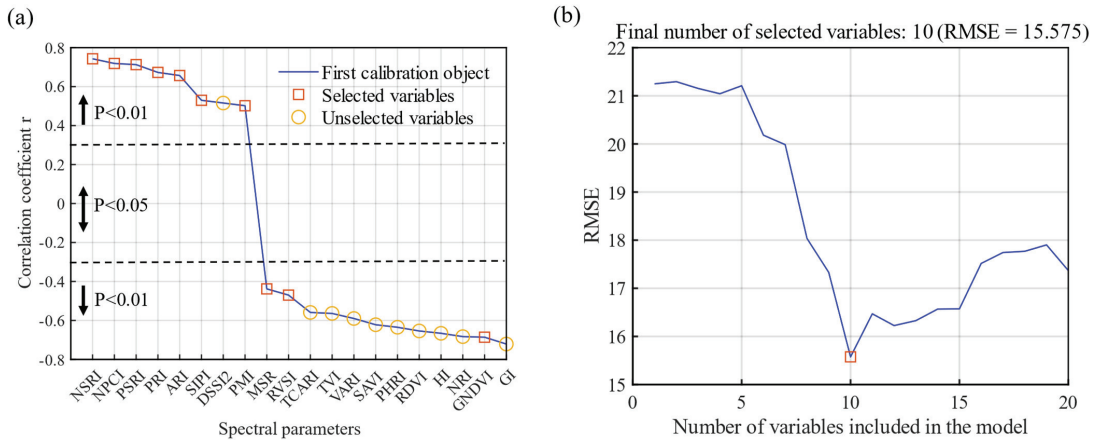 (a)
0.8
0.6
0.4
0.2
0
-0.2
-0.4
-0.6
-0.8
Correlation coefficient r
P<0.01
P<0.05
P<0.01
First calibration object
Selected variables
Unselected variables
NSRI
NPCI
PSRI
PRI
ARI
SIPI
DSSI2
PMI
MSR
RVSI
TCARI
TVI
VARI
SAVI
PHRI
RDVI
HI
NRI
GNDVI
GI
Spectral parameters
(b)
Final number of selected variables: 10 (RMSE = 15.575)
22
21
20
19
18
17
16
15
RMSE
0
5
10
15
20
Number of variables included in the model